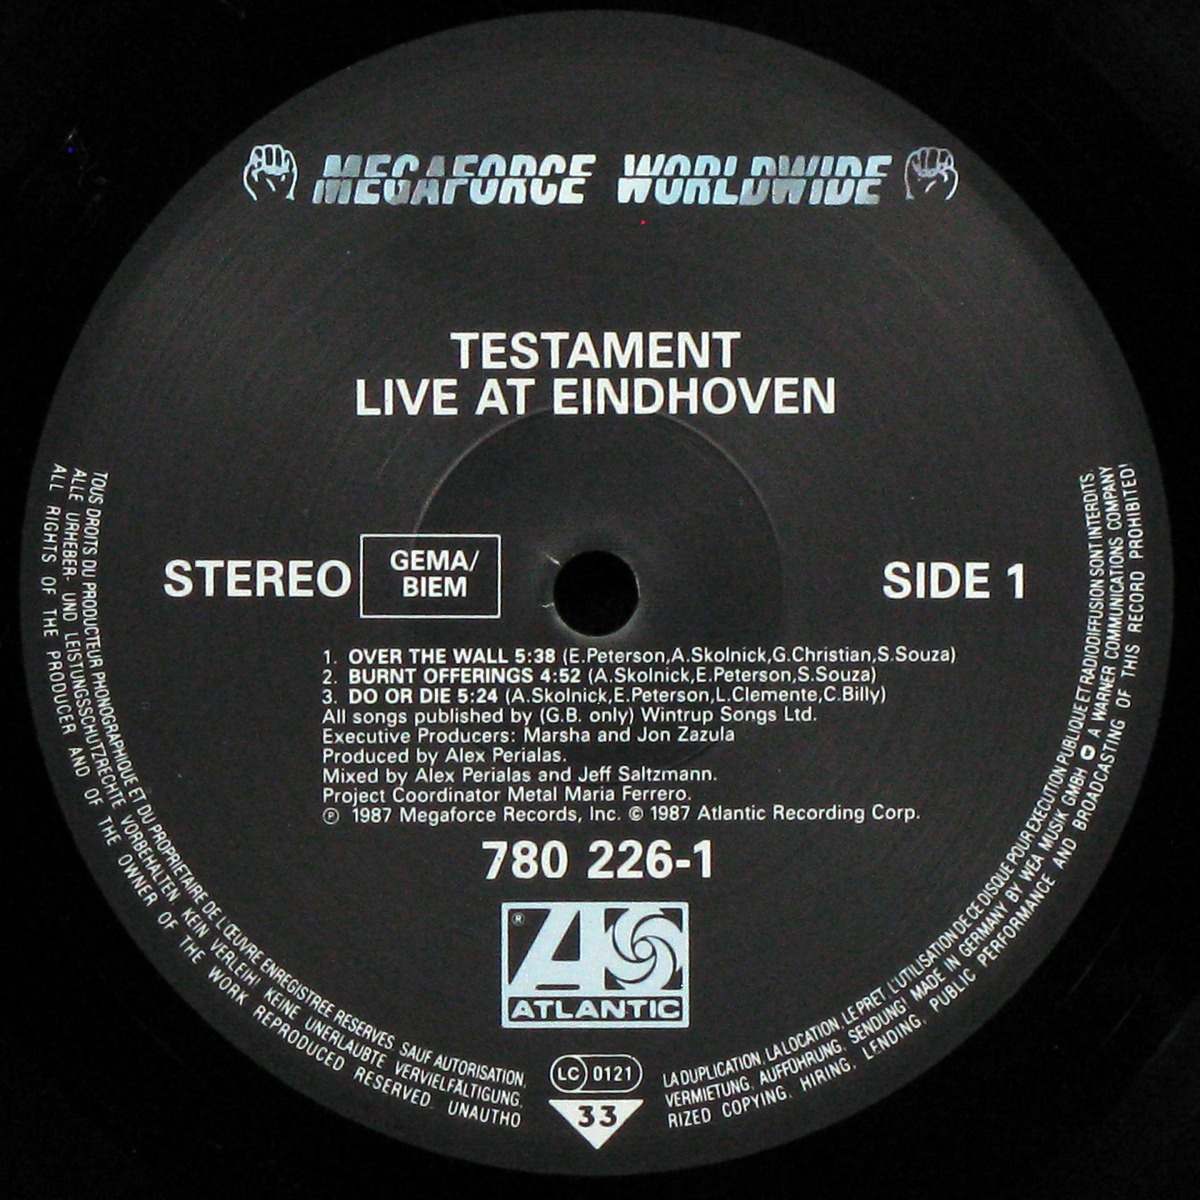 MEGAFORCE WORLDWIDE
TESTAMENT
LIVE AT EINDHOVEN
STEREO
GEMA/
BIEM
SIDE 1
1. OVER THE WALL 5:38 (E.Peterson,A.Skolnick,G.Christian,S.Souza)
2. BURNT OFFERINGS 4:52 (A.Skolnick,E.Peterson,S.Souza)
3. DO OR DIE 5:24 (A.Skolnick,E.Peterson,L.Clemente,C.Billy)
All songs published by (G.B. only) Wintrup Songs Ltd.
Executive Producers: Marsha and Jon Zazula
Produced by Alex Perialas.
Mixed by Alex Perialas and Jeff Saltzmann.
Project Coordinator Metal Maria Ferrero.
℗ 1987 Megaforce Records, Inc. © 1987 Atlantic Recording Corp.
780 226-1
®
ATLANTIC
LC 0121
33
TOUS DROITS DU PRODUCTEUR PHONOGRAPHIQUE ET DU PROPRIETAIRE DE L'ŒUVRE ENREGISTREE RESERVES. SAUF AUTORISATION, LA DUPLICATION, LA LOCATION, LE PRET, L'UTILISATION DE CE DISQUE POUR EXECUTION PUBLIQUE ET RADIODIFFUSION SONT INTERDITS.
ALLE URHEBER- UND LEISTUNGSSCHUTZRECHTE VORBEHALTEN. KEIN VERLEIH! KEINE UNERLAUBTE VERVIELFÄLTIGUNG, VERMIETUNG, AUFFÜHRUNG, SENDUNG! MADE IN GERMANY BY WEA MUSIK GMBH A WARNER COMMUNICATIONS COMPANY
ALL RIGHTS OF THE PRODUCER AND OF THE OWNER OF THE WORK REPRODUCED RESERVED. UNAUTHORIZED COPYING, HIRING, LENDING, PUBLIC PERFORMANCE AND BROADCASTING OF THIS RECORD PROHIBITED!